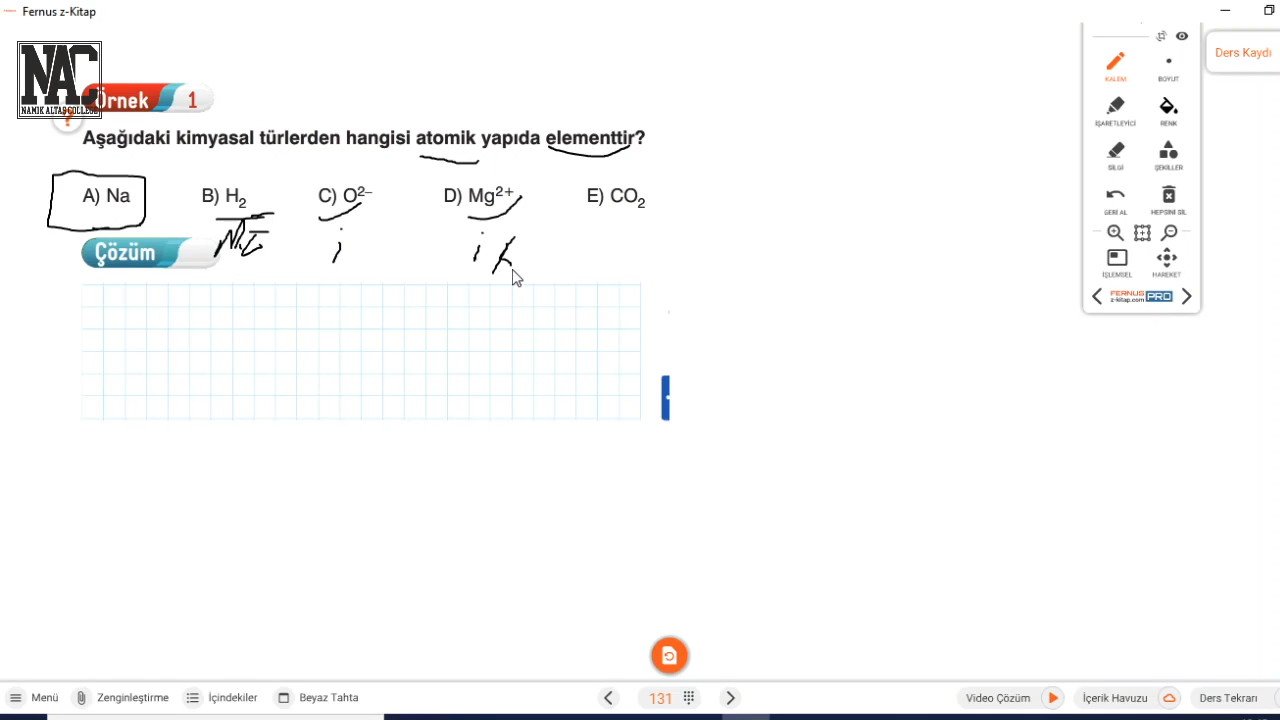 Fernus z-Kitap
NAC
NAMIK ALTAS COLLEGE
Ders Kaydı
KALEM
BOYUT
Örnek 1
?
İŞARETLEYİCİ
RENK
Aşağıdaki kimyasal türlerden hangisi atomik yapıda elementtir?
SİLGİ
ŞEKİLLER
A) Na B) H₂ C) O²⁻ D) Mg²⁺ E) CO₂
GERİ AL
HEPSİNİ SİL
ME i i K
Çözüm
İŞLEMSEL
HAREKET
FERNUS
z-kitap.com PRO
Menü Zenginleştirme İçindekiler Beyaz Tahta 131 Video Çözüm İçerik Havuzu Ders Tekrarı